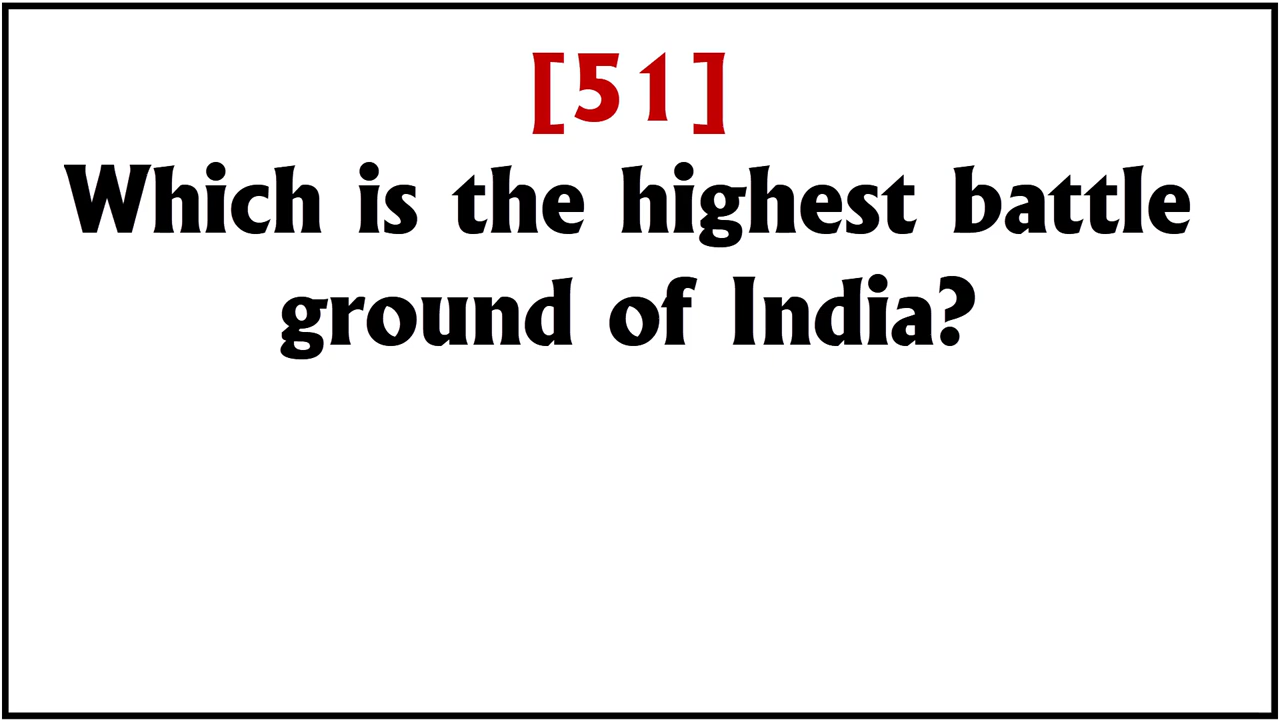 [51]
Which is the highest battle
ground of India?